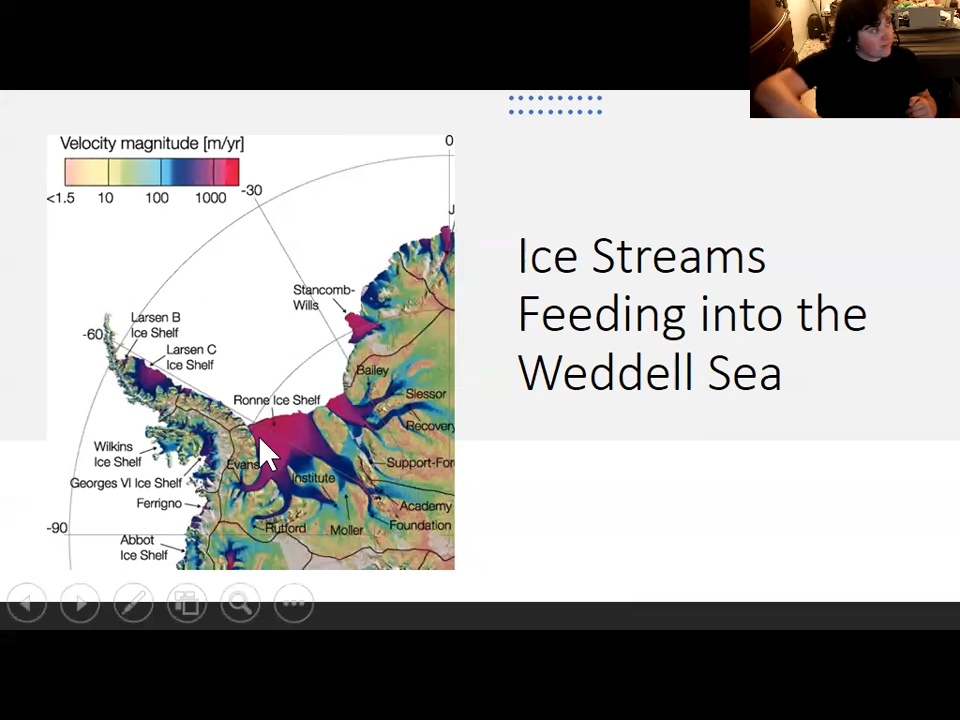 Velocity magnitude [m/yr]
<1.5 10 100 1000
0
-30
Stancomb-
Wills
Larsen B
Ice Shelf
-60
Larsen C
Ice Shelf
Bailey
Ronne Ice Shelf
Slessor
Recovery
Wilkins
Ice Shelf
Evans
Support-For
Georges VI Ice Shelf
Institute
Ferrigno
Academy
-90
Rutford
Moller
Foundation
Abbot
Ice Shelf
Ice Streams
Feeding into the
Weddell Sea